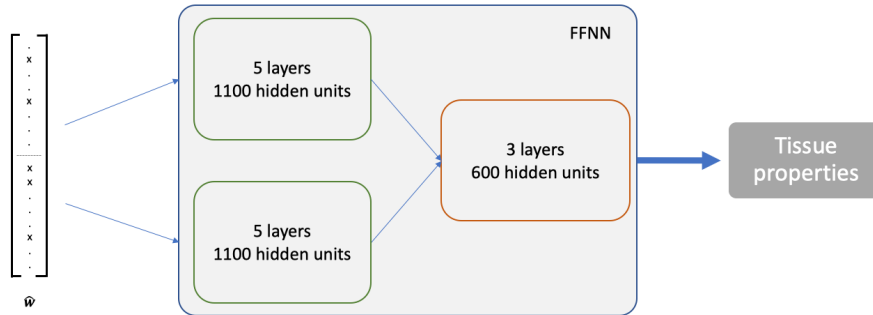 .
x
.
.
x
.
.
.
x
x
.
.
x
.
.
ŵ
FFNN
5 layers
1100 hidden units
5 layers
1100 hidden units
3 layers
600 hidden units
Tissue
properties